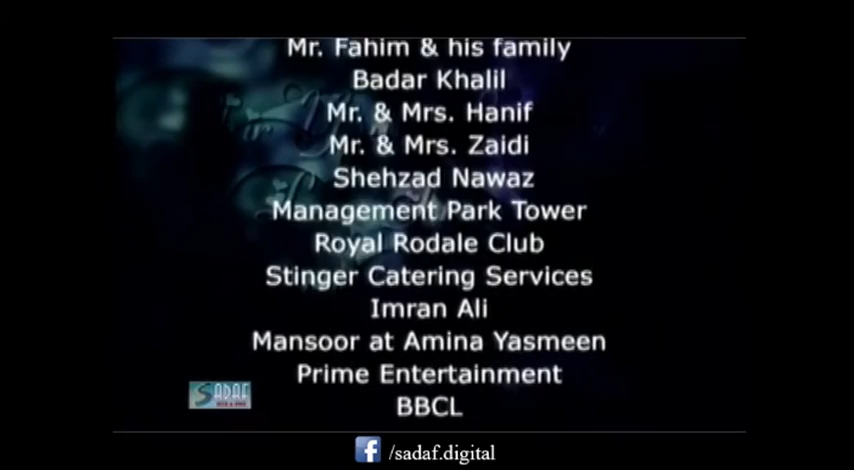 Mr. Fahim & his family
Badar Khalil
Mr. & Mrs. Hanif
Mr. & Mrs. Zaidi
Shehzad Nawaz
Management Park Tower
Royal Rodale Club
Stinger Catering Services
Imran Ali
Mansoor at Amina Yasmeen
Prime Entertainment
BBCL
SADAF
f /sadaf.digital